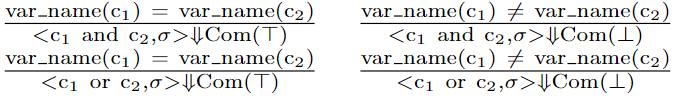 var_name(c₁) = var_name(c₂) var_name(c₁) ≠ var_name(c₂)
<c₁ and c₂,σ>⇓Com(⊤) <c₁ and c₂,σ>⇓Com(⊥)
var_name(c₁) = var_name(c₂) var_name(c₁) ≠ var_name(c₂)
<c₁ or c₂,σ>⇓Com(⊤) <c₁ or c₂,σ>⇓Com(⊥)